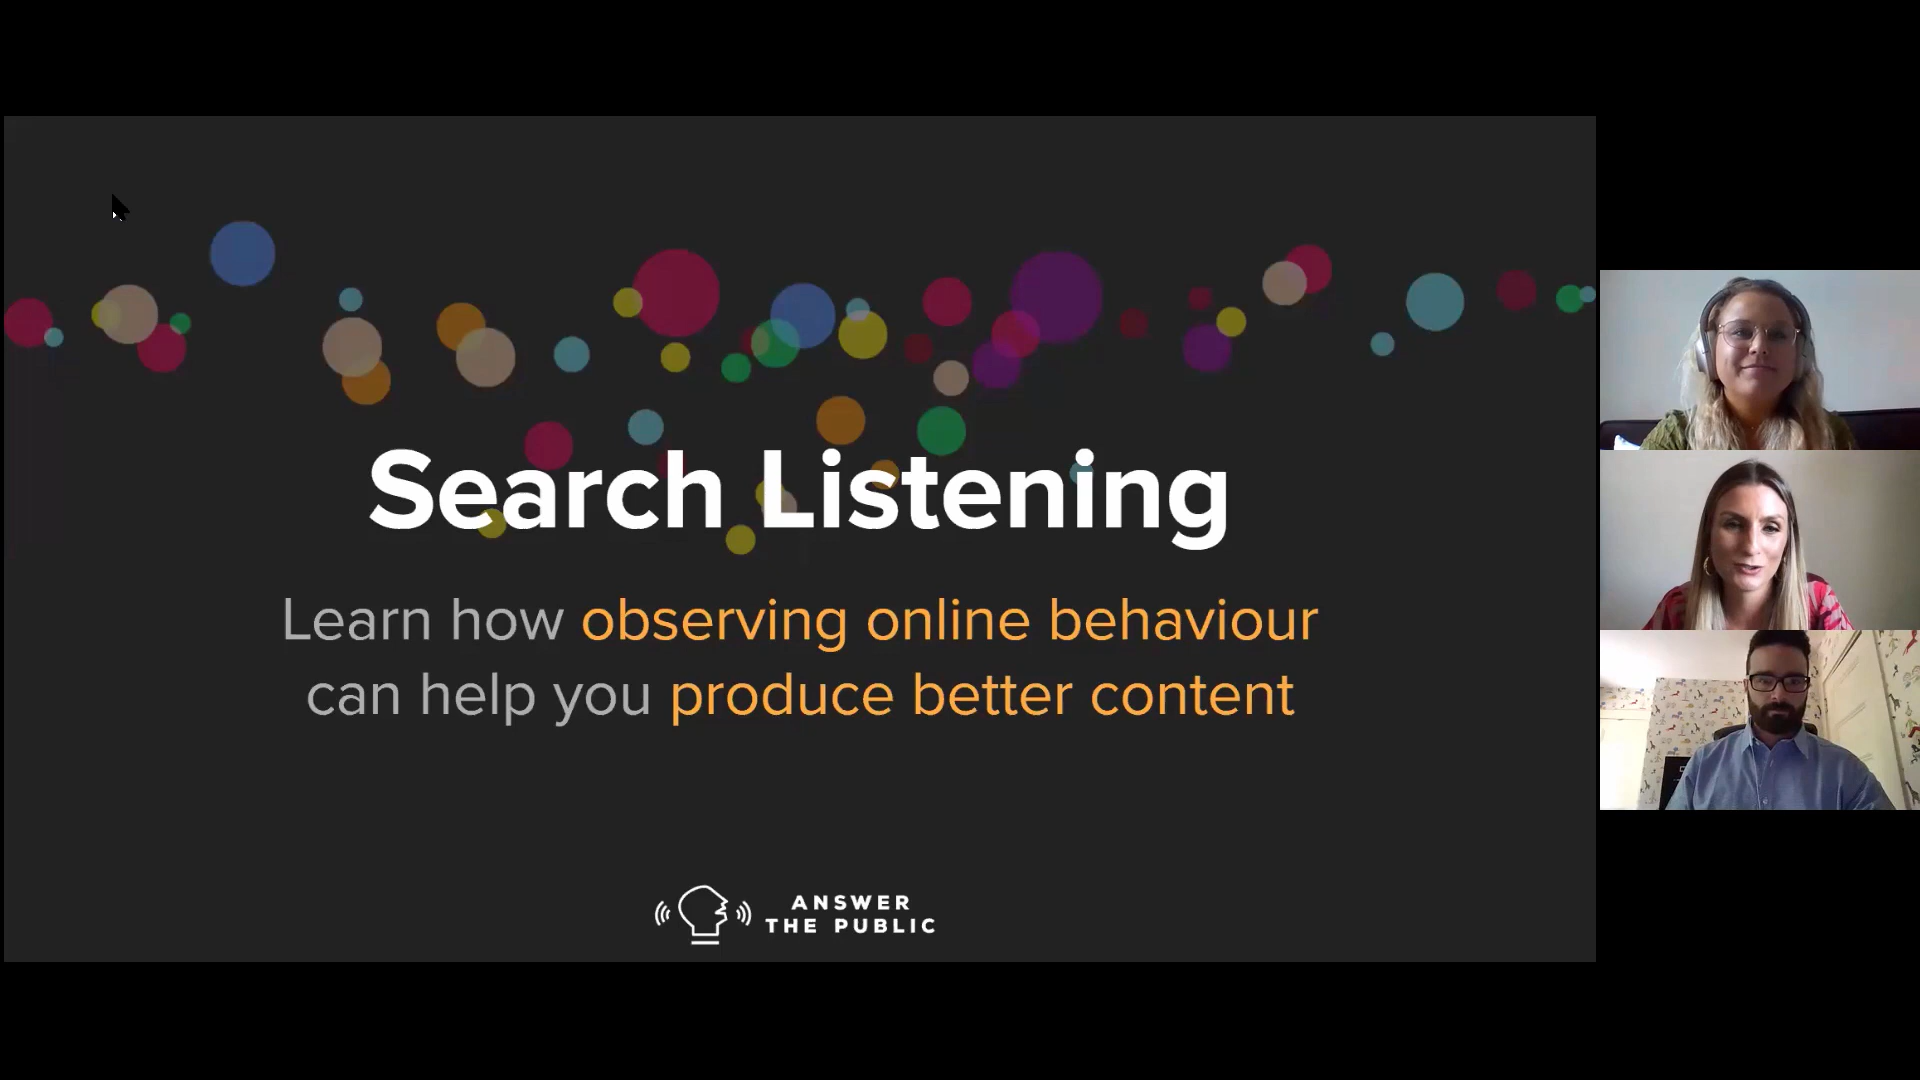 Search Listening
Learn how observing online behaviour
can help you produce better content
ANSWER
THE PUBLIC